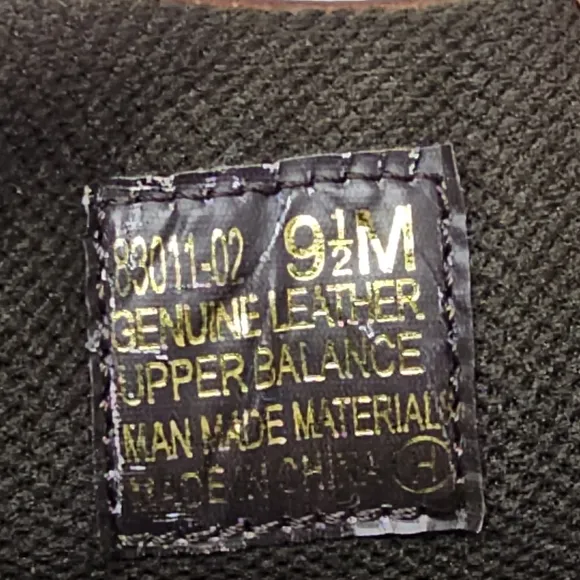 83011-02 9½M
GENUINE LEATHER
UPPER BALANCE
MAN MADE MATERIALS
MADE IN CHINA H